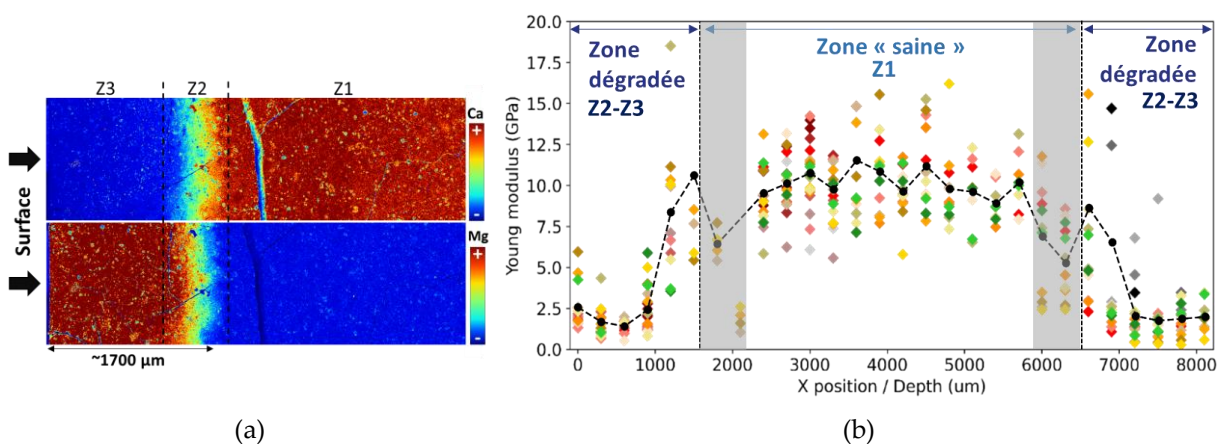 Z3 Z2 Z1
Ca
+
-
Surface
Mg
+
-
~1700 µm
(a)
b)
Young modulus (GPa)
20.0
17.5
15.0
12.5
10.0
7.5
5.0
2.5
0.0
Zone
dégradée
Z2-Z3
Zone « saine »
Z1
Zone
dégradée
Z2-Z3
0 1000 2000 3000 4000 5000 6000 7000 8000
X position / Depth (um)
(b)